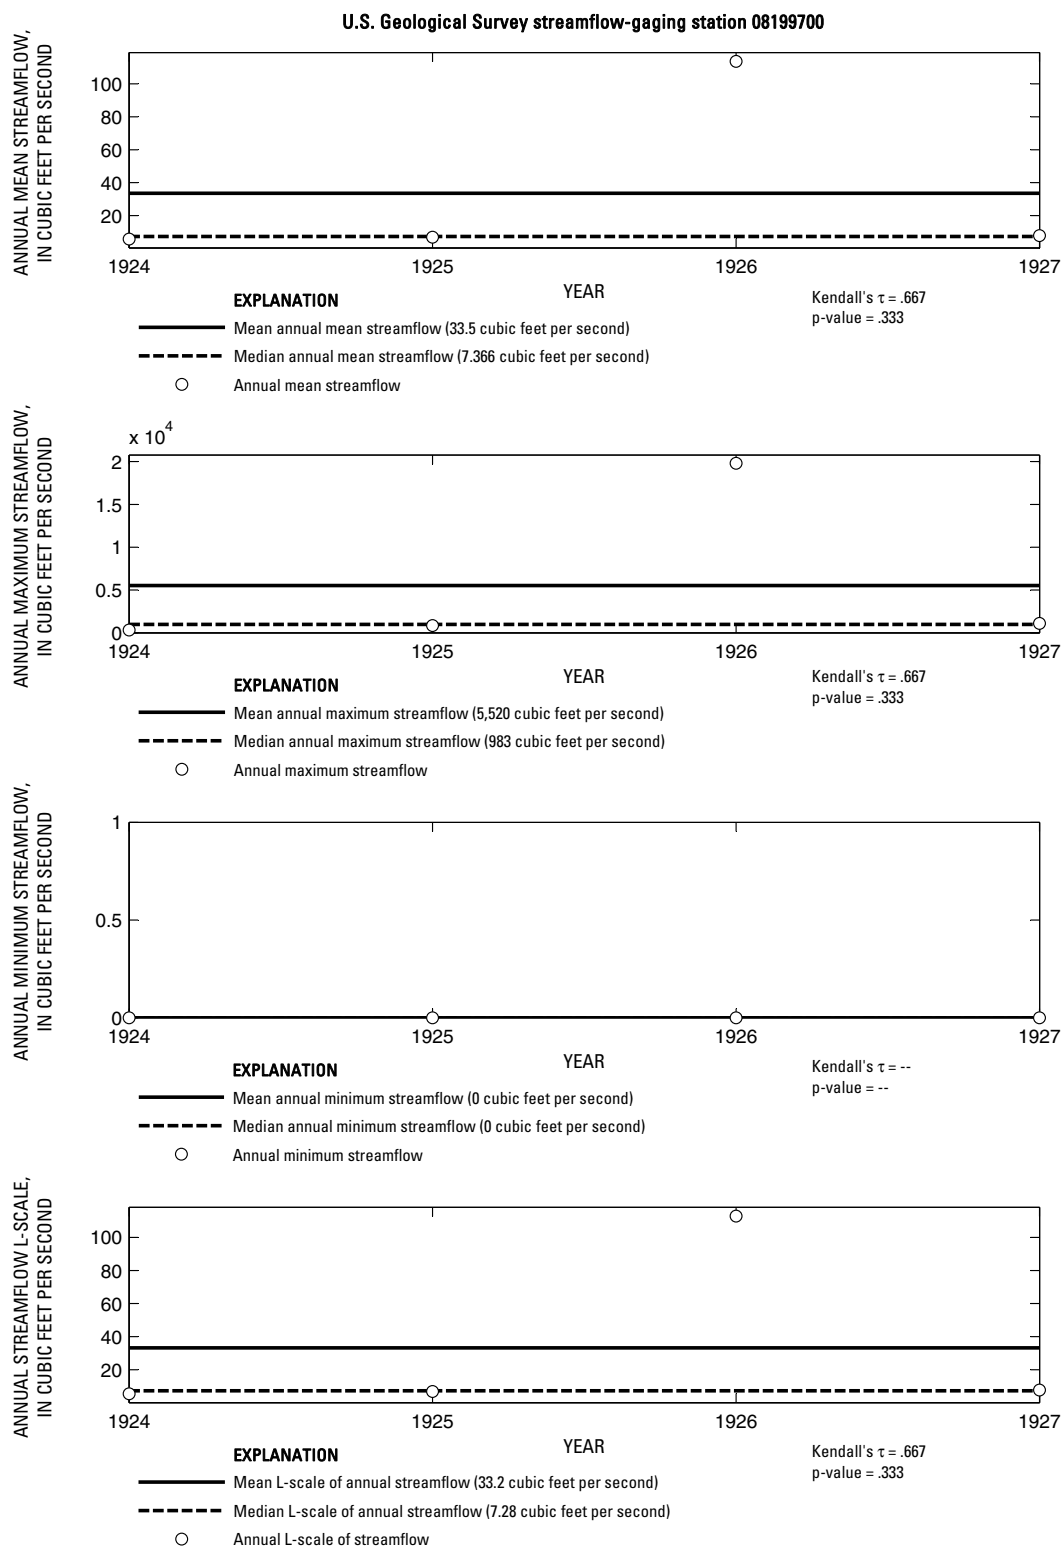 U.S. Geological Survey streamflow-gaging station 08199700
ANNUAL MEAN STREAMFLOW,
IN CUBIC FEET PER SECOND
100
80
60
40
20
1924
1925
1926
1927
YEAR
Kendall's τ = .667
p-value = .333
EXPLANATION
Mean annual mean streamflow (33.5 cubic feet per second)
Median annual mean streamflow (7.366 cubic feet per second)
Annual mean streamflow
ANNUAL MAXIMUM STREAMFLOW,
IN CUBIC FEET PER SECOND
x 10^4
2
1.5
1
0.5
0
1924
1925
1926
1927
YEAR
Kendall's τ = .667
p-value = .333
EXPLANATION
Mean annual maximum streamflow (5,520 cubic feet per second)
Median annual maximum streamflow (983 cubic feet per second)
Annual maximum streamflow
ANNUAL MINIMUM STREAMFLOW,
IN CUBIC FEET PER SECOND
1
0.5
0
1924
1925
1926
1927
YEAR
Kendall's τ = --
p-value = --
EXPLANATION
Mean annual minimum streamflow (0 cubic feet per second)
Median annual minimum streamflow (0 cubic feet per second)
Annual minimum streamflow
ANNUAL STREAMFLOW L-SCALE,
IN CUBIC FEET PER SECOND
100
80
60
40
20
1924
1925
1926
1927
YEAR
Kendall's τ = .667
p-value = .333
EXPLANATION
Mean L-scale of annual streamflow (33.2 cubic feet per second)
Median L-scale of annual streamflow (7.28 cubic feet per second)
Annual L-scale of streamflow